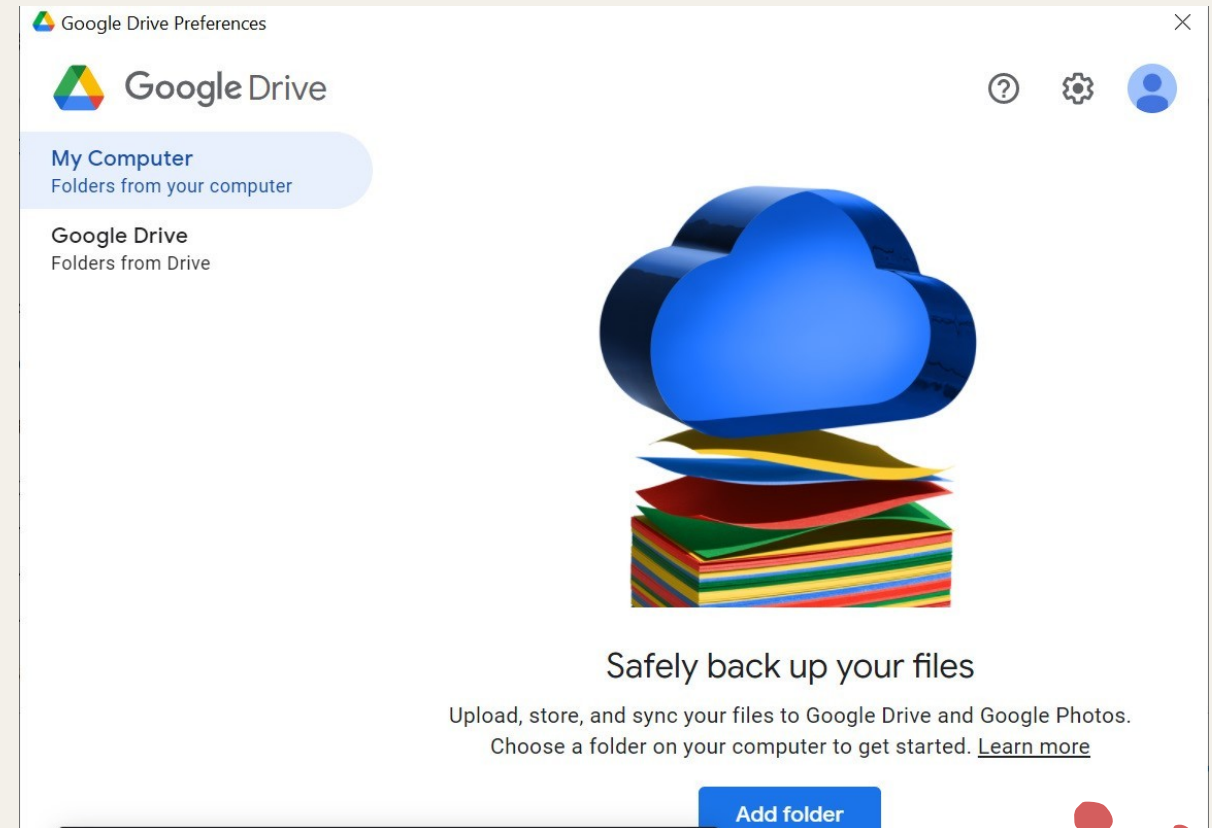 Google Drive Preferences
Google Drive
My Computer
Folders from your computer
Google Drive
Folders from Drive
Safely back up your files
Upload, store, and sync your files to Google Drive and Google Photos.
Choose a folder on your computer to get started. Learn more
Add folder